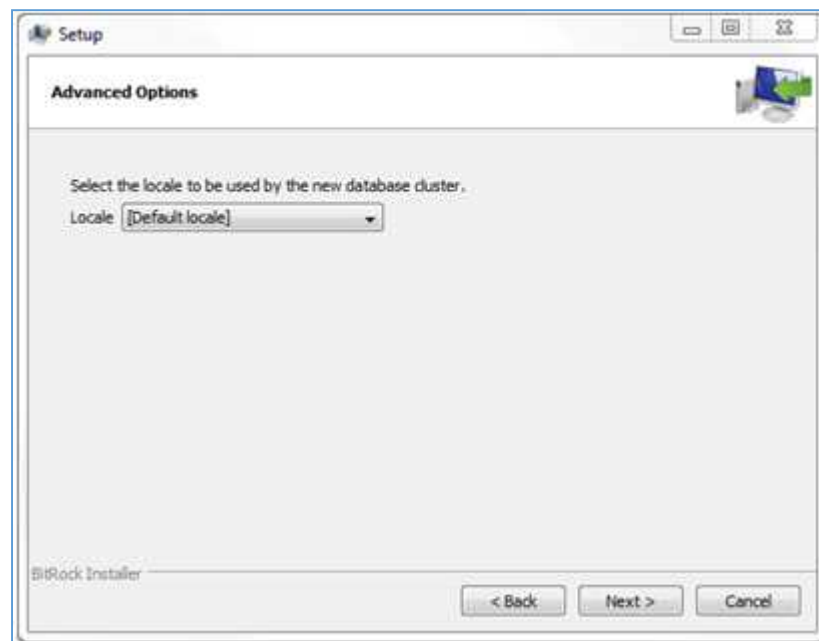 Setup
Advanced Options
Select the locale to be used by the new database cluster.
Locale [Default locale]
BitRock Installer
< Back Next > Cancel